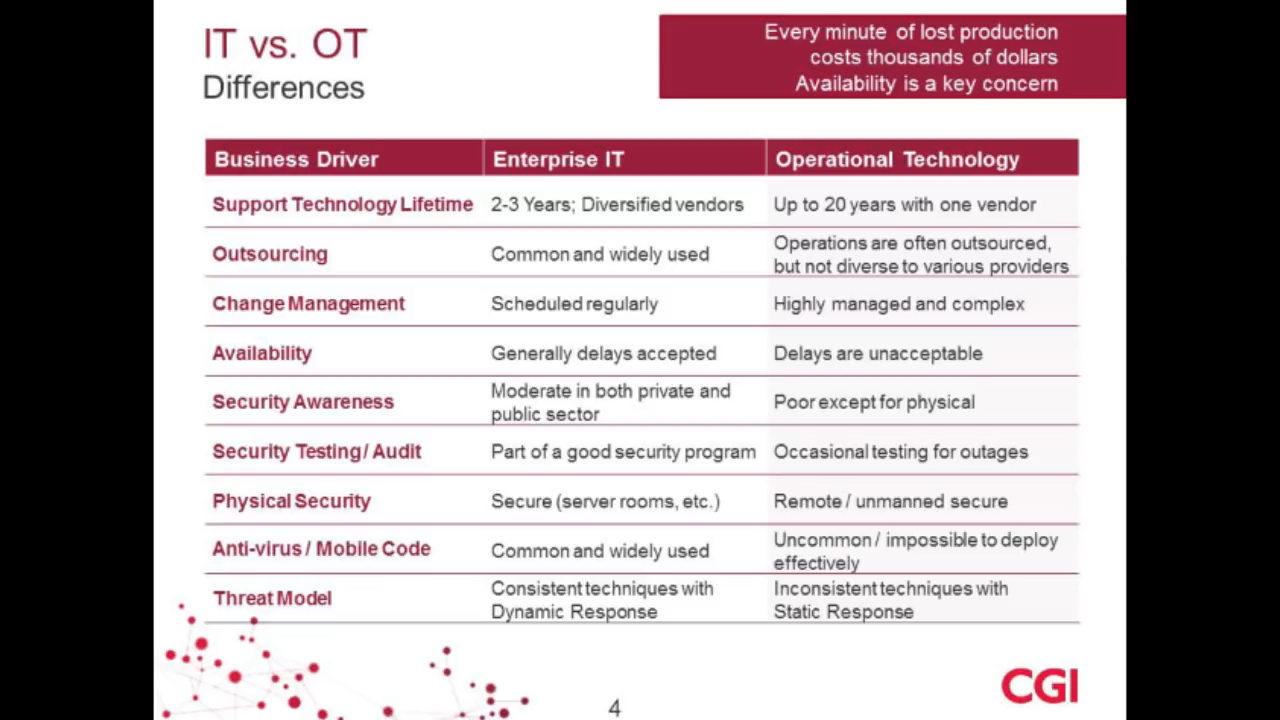 IT vs. OT
Differences
Every minute of lost production
costs thousands of dollars
Availability is a key concern
Business Driver Enterprise IT Operational Technology
Support Technology Lifetime 2-3 Years; Diversified vendors Up to 20 years with one vendor
Outsourcing Common and widely used Operations are often outsourced,
but not diverse to various providers
Change Management Scheduled regularly Highly managed and complex
Availability Generally delays accepted Delays are unacceptable
Security Awareness Moderate in both private and
public sector Poor except for physical
Security Testing / Audit Part of a good security program Occasional testing for outages
Physical Security Secure (server rooms, etc.) Remote / unmanned secure
Anti-virus / Mobile Code Common and widely used Uncommon / impossible to deploy
effectively
Threat Model Consistent techniques with
Dynamic Response Inconsistent techniques with
Static Response
4
CGI